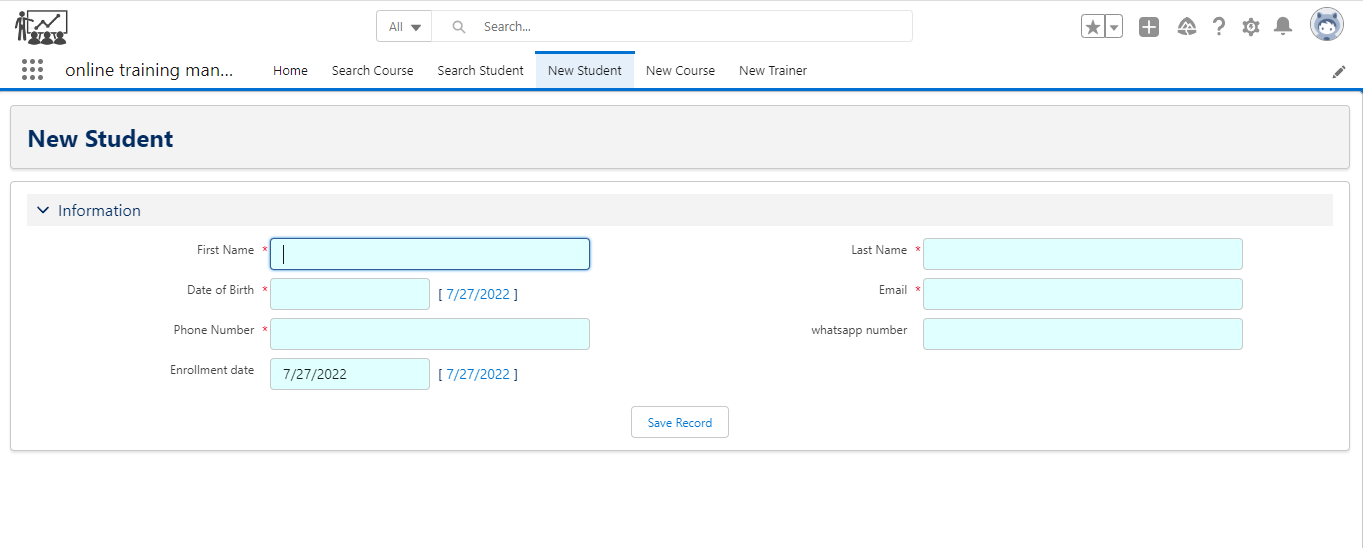 All Search...
online training man... Home Search Course Search Student New Student New Course New Trainer
New Student
Information
First Name * Last Name *
Date of Birth * [ 7/27/2022 ] Email *
Phone Number * whatsapp number
Enrollment date 7/27/2022 [ 7/27/2022 ]
Save Record